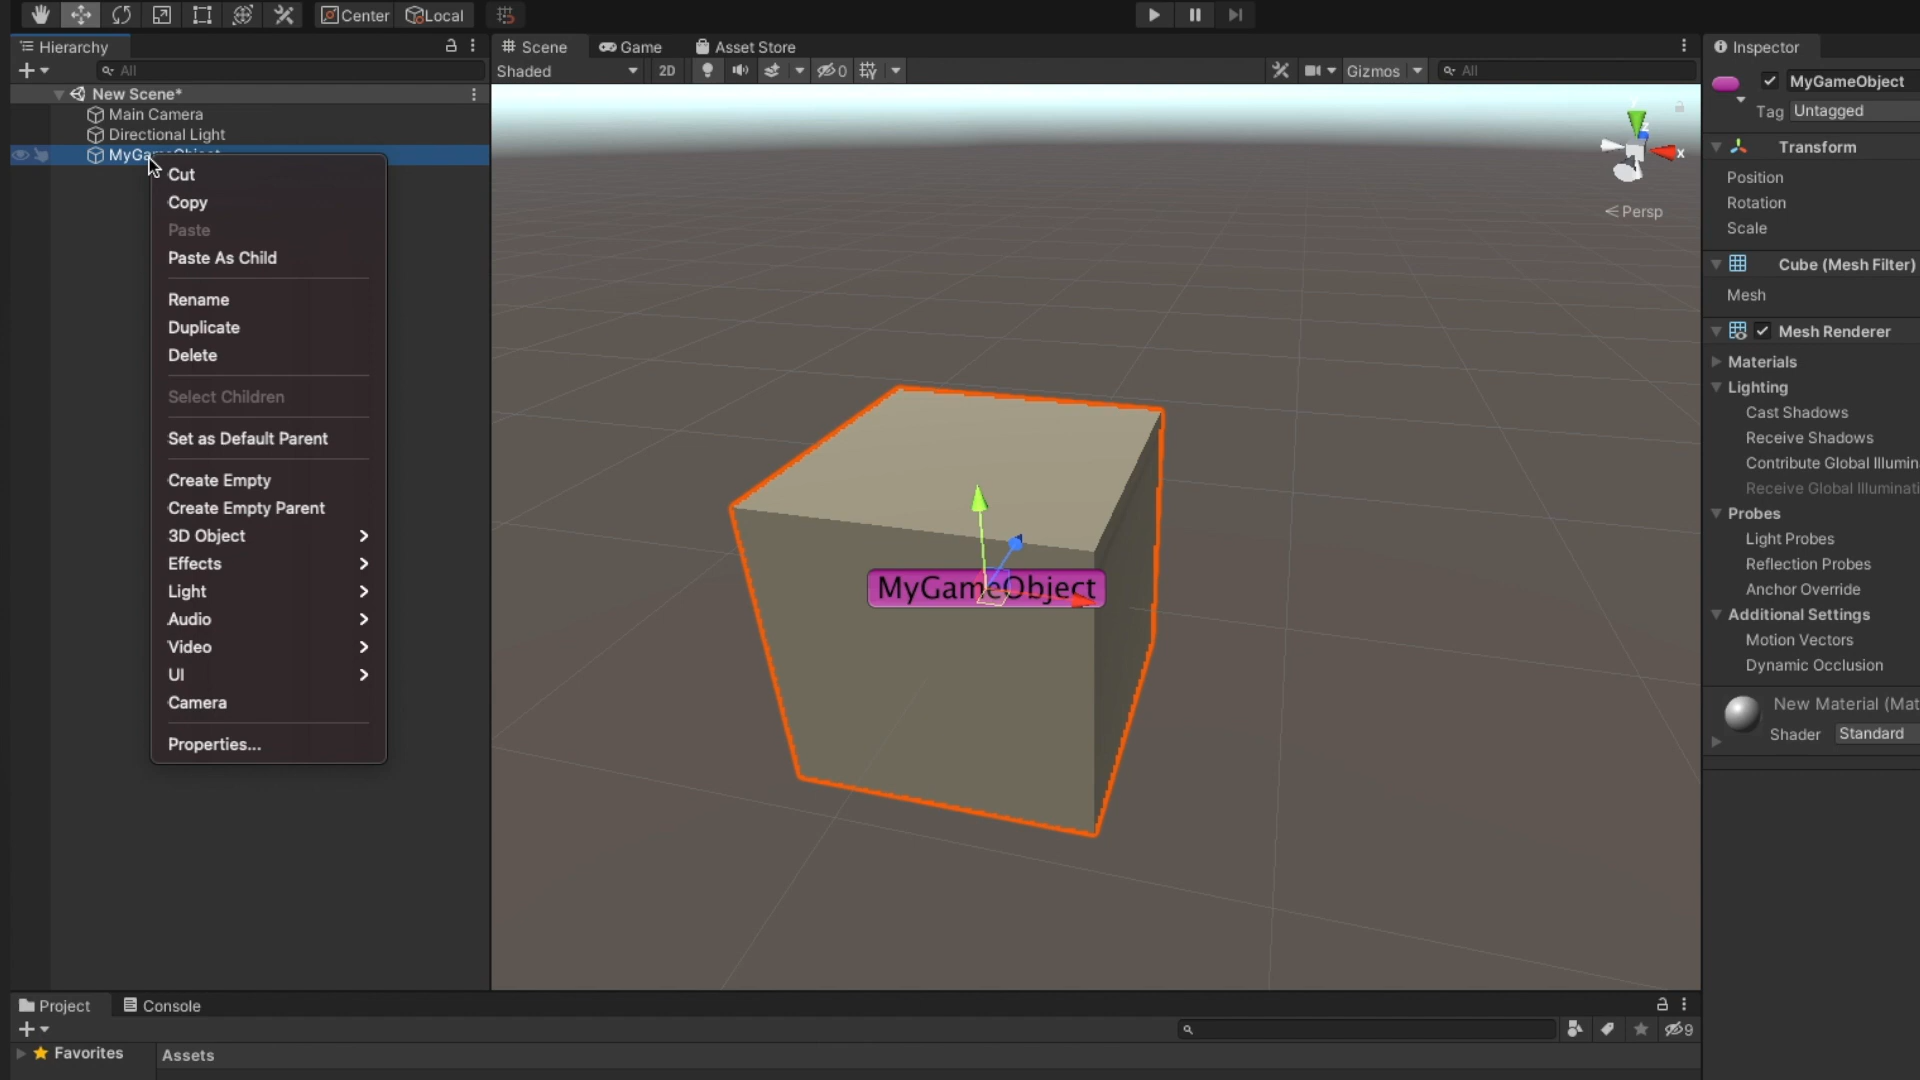 Center
Local
Hierarchy
All
New Scene*
Main Camera
Directional Light
Cut
Copy
Paste
Paste As Child
Rename
Duplicate
Delete
Select Children
Set as Default Parent
Create Empty
Create Empty Parent
3D Object
Effects
Light
Audio
Video
UI
Camera
Properties...
Scene
Game
Asset Store
Shaded
2D
0
Gizmos
All
x
z
< Persp
MyGameObject
Inspector
MyGameObject
Tag Untagged
Transform
Position
Rotation
Scale
Cube (Mesh Filter)
Mesh
Mesh Renderer
Materials
Lighting
Cast Shadows
Receive Shadows
Contribute Global Illumin
Receive Global Illuminati
Probes
Light Probes
Reflection Probes
Anchor Override
Additional Settings
Motion Vectors
Dynamic Occlusion
New Material (Mat
Shader Standard
Project
Console
9
Favorites
Assets